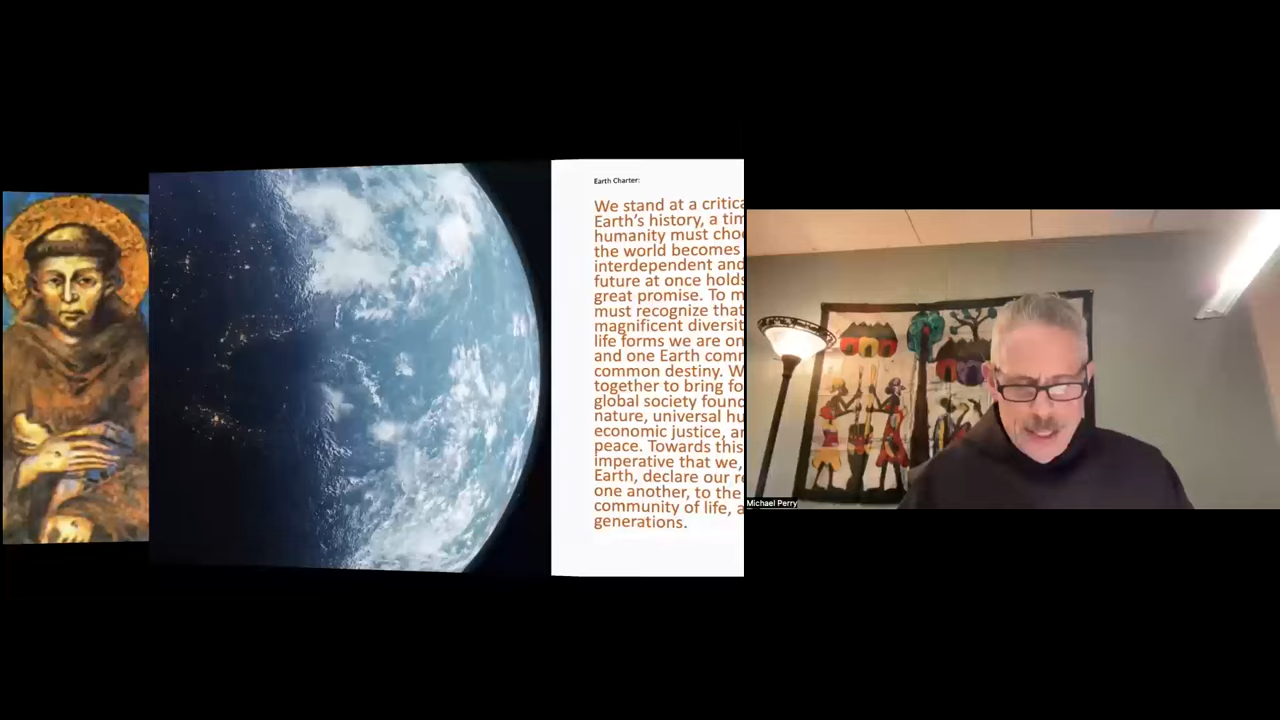 Earth Charter:
We stand at a critica
Earth's history, a tim
humanity must choo
the world becomes
interdependent and
future at once holds
great promise. To m
must recognize that
magnificent diversit
life forms we are on
and one Earth comm
common destiny. W
together to bring fo
global society found
nature, universal hu
economic justice, an
peace. Towards this
imperative that we,
Earth, declare our re
one another, to the
community of life, a
generations.
Michael Perry